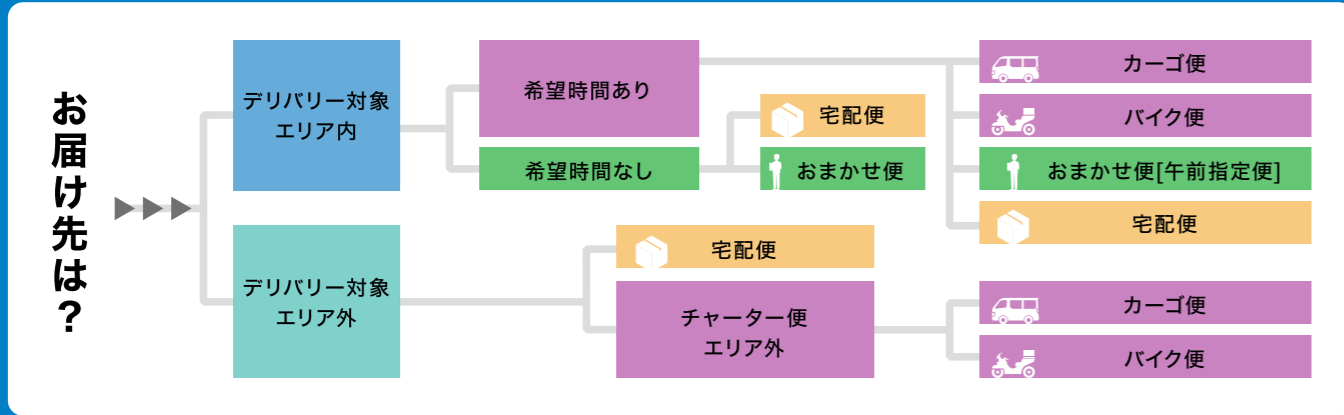 お届け先は？
デリバリー対象
エリア内
希望時間あり
カーゴ便
バイク便
おまかせ便[午前指定便]
宅配便
希望時間なし
宅配便
おまかせ便
デリバリー対象
エリア外
宅配便
チャーター便
エリア外
カーゴ便
バイク便